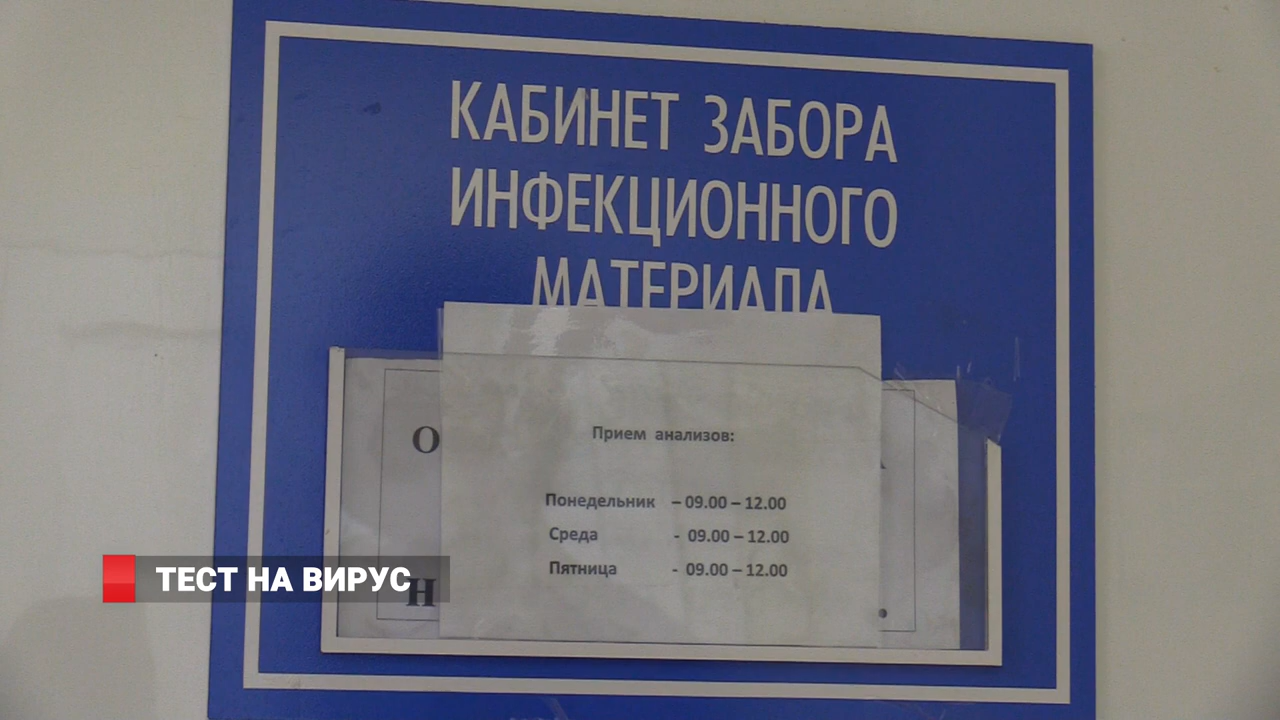 КАБИНЕТ ЗАБОРА
ИНФЕКЦИОННОГО
МАТЕРИАЛА
Прием анализов:
Понедельник – 09.00 – 12.00
Среда - 09.00 – 12.00
Пятница - 09.00 – 12.00
ТЕСТ НА ВИРУС